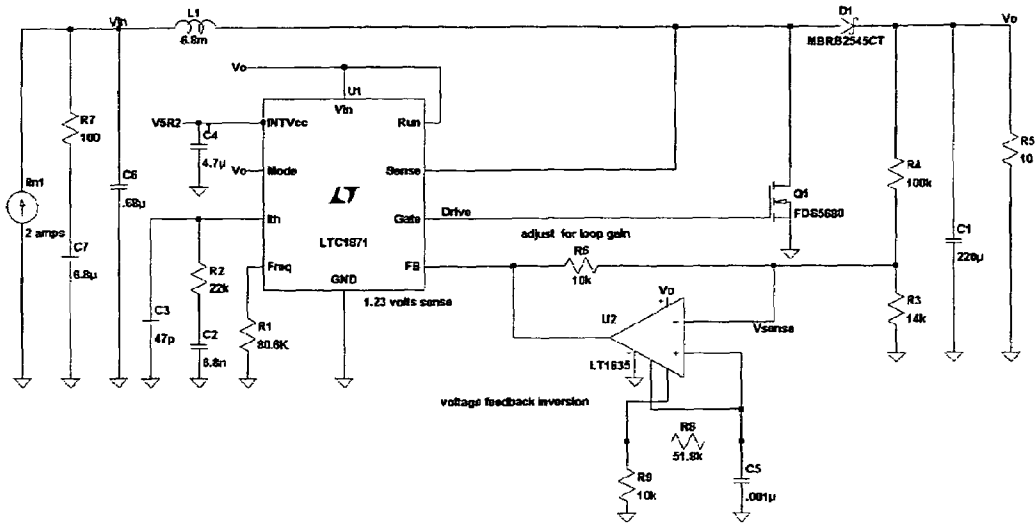 Vin
L1
6.8m
D1
MBRB2545CT
Vo
Vo
U1
Vin
R7
100
V5R2
INTVcc
Run
C4
4.7µ
R5
10
C6
.68µ
Vo
Mode
Sense
R4
100k
Rn1
2 amps
Q1
FDS5680
Ith
LTC1871
Gate
Drive
adjust for loop gain
C7
6.8µ
R2
22k
Freq
FB
R6
10k
C1
220µ
GND
1.23 volts sense
C3
47p
R1
80.6K
C2
6.8n
U2
Vo
Vsense
R3
14k
LT1635
voltage feedback inversion
R8
51.8k
R9
10k
C5
.001µ